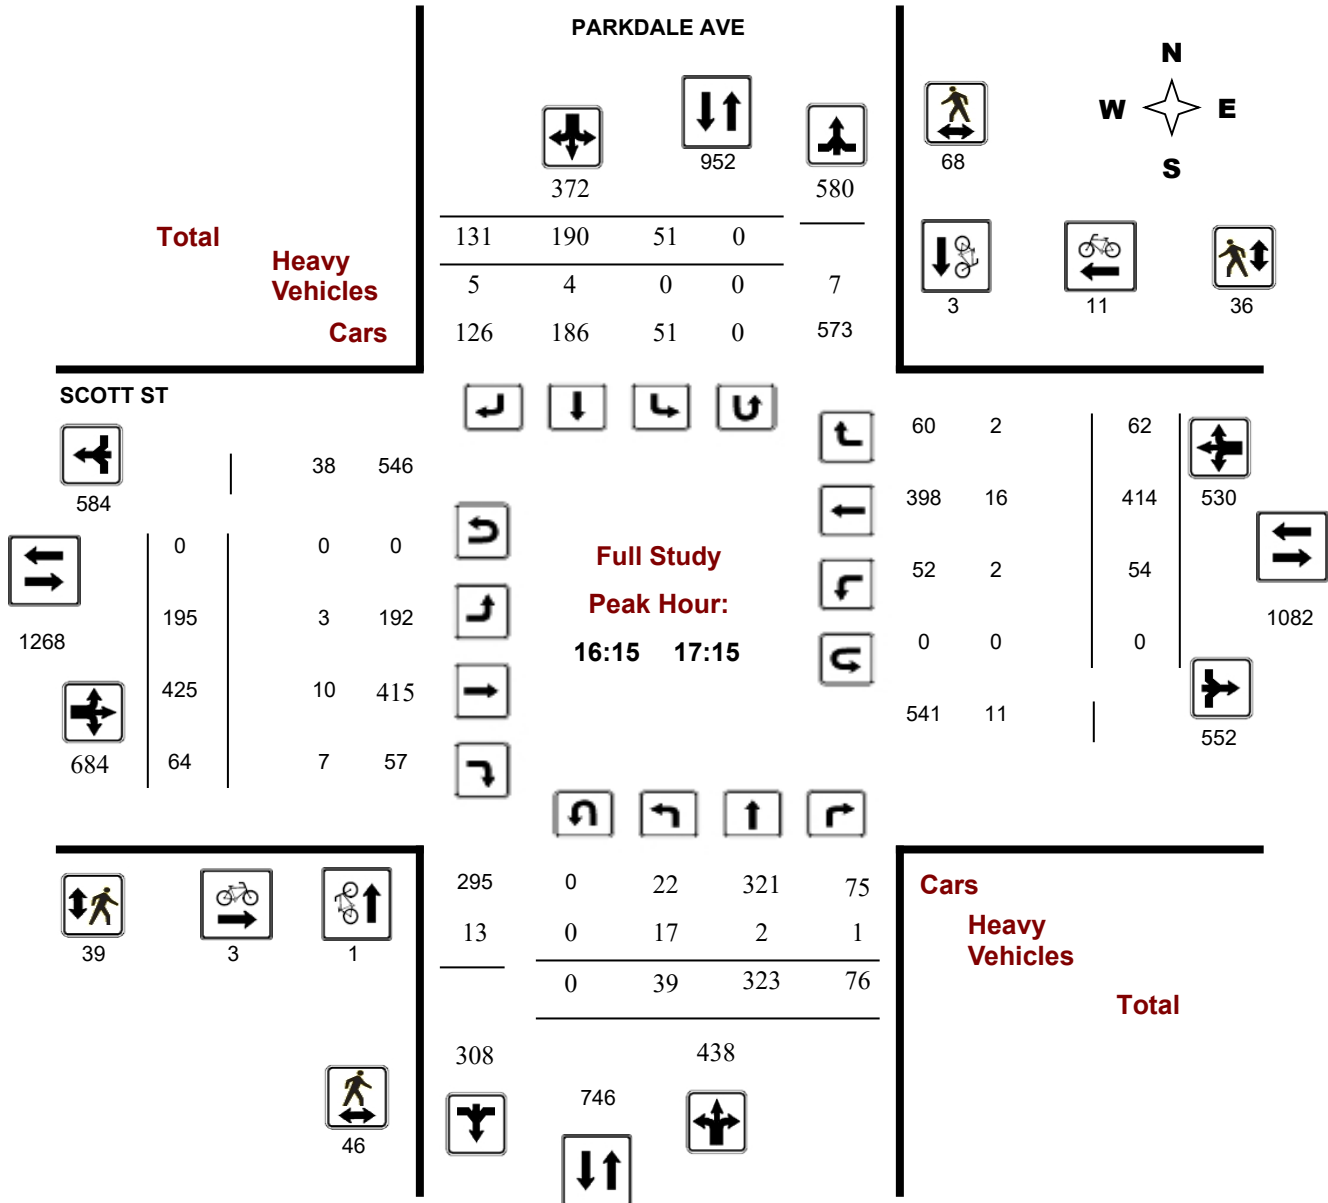 PARKDALE AVE
N
W E
S
952
68
372
580
Total
131 190 51 0
Heavy
Vehicles
5 4 0 0 7
3 11 36
Cars
126 186 51 0 573
SCOTT ST
60 2 62
38 546
584
398 16 414
530
0 0 0
Full Study
52 2 54
Peak Hour:
195 3 192
1268
1082
16:15 17:15
0 0 0
425 10 415
541 11
552
684
64 7 57
295 0 22 321 75
Cars
13 0 17 2 1
Heavy
Vehicles
39 3 1
0 39 323 76
Total
308
438
746
46